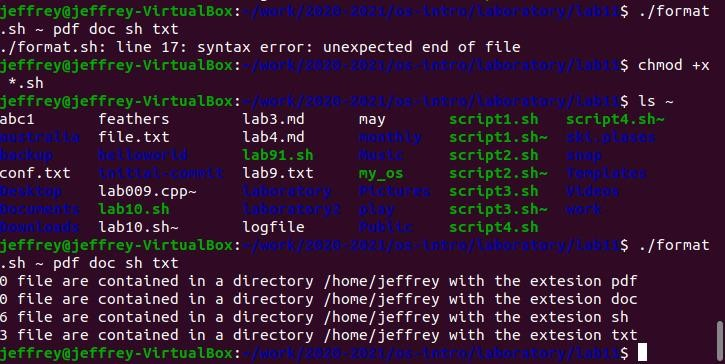 jeffrey@jeffrey-VirtualBox:~/work/2020-2021/os-intro/laboratory/lab11$ ./format
.sh ~ pdf doc sh txt
./format.sh: line 17: syntax error: unexpected end of file
jeffrey@jeffrey-VirtualBox:~/work/2020-2021/os-intro/laboratory/lab11$ chmod +x
 *.sh
jeffrey@jeffrey-VirtualBox:~/work/2020-2021/os-intro/laboratory/lab11$ ls ~
abc1 feathers lab3.md may script1.sh script4.sh~
australia file.txt lab4.md monthly script1.sh~ ski.plases
backup helloworld lab91.sh Music script2.sh snap
conf.txt initial-commit lab9.txt my_os script2.sh~ Templates
Desktop lab009.cpp~ laboratory Pictures script3.sh Videos
Documents lab10.sh laboratory2 play script3.sh~ work
Downloads lab10.sh~ logfile Public script4.sh
jeffrey@jeffrey-VirtualBox:~/work/2020-2021/os-intro/laboratory/lab11$ ./format
.sh ~ pdf doc sh txt
0 file are contained in a directory /home/jeffrey with the extesion pdf
0 file are contained in a directory /home/jeffrey with the extesion doc
6 file are contained in a directory /home/jeffrey with the extesion sh
3 file are contained in a directory /home/jeffrey with the extesion txt
jeffrey@jeffrey-VirtualBox:~/work/2020-2021/os-intro/laboratory/lab11$